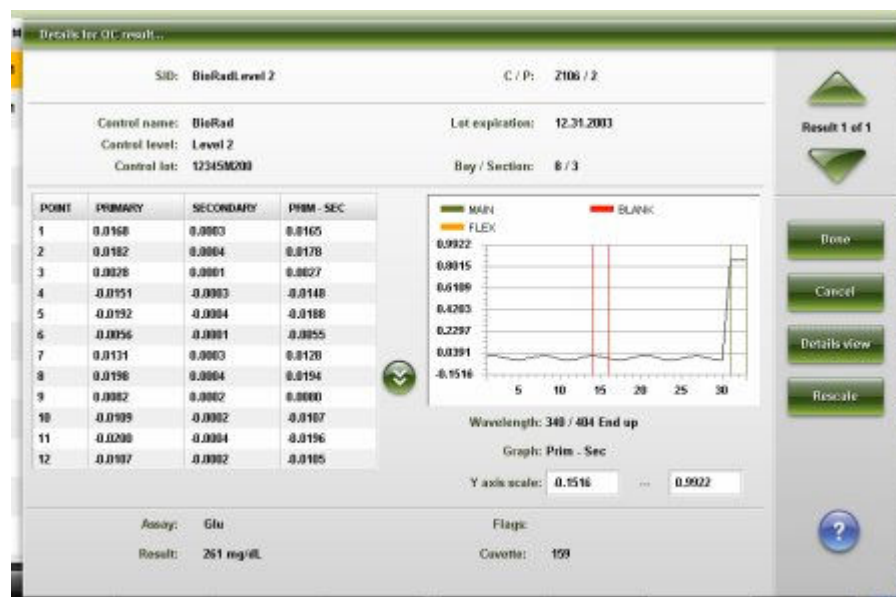 Details for QC result...
SID: BioRadLevel 2 C / P: Z106 / 2
Control name: BioRad Lot expiration: 12.31.2003
Control level: Level 2
Control lot: 12345M200 Bay / Section: 8 / 3
Result 1 of 1
POINT PRIMARY SECONDARY PRIM - SEC
1 0.0168 0.0003 0.0165
2 0.0182 0.0004 0.0178
3 0.0028 0.0001 0.0027
4 -0.0151 -0.0003 -0.0148
5 -0.0192 -0.0004 -0.0188
6 -0.0056 -0.0001 -0.0055
7 0.0131 0.0003 0.0128
8 0.0198 0.0004 0.0194
9 0.0082 0.0002 0.0080
10 -0.0109 -0.0002 -0.0107
11 -0.0200 -0.0004 -0.0196
12 -0.0107 -0.0002 -0.0105
MAIN BLANK
FLEX
0.9922
0.8015
0.6109
0.4203
0.2297
0.0391
-0.1516
5 10 15 20 25 30
Wavelength: 340 / 404 End up
Graph: Prim - Sec
Y axis scale: -0.1516 ... 0.9922
Done
Cancel
Details view
Rescale
?
Assay: Glu Flags:
Result: 261 mg/dL Cuvette: 159